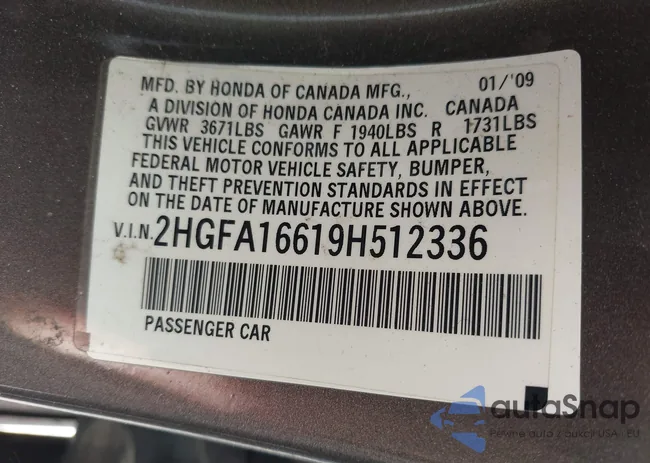 MFD. BY HONDA OF CANADA MFG., 01/'09
A DIVISION OF HONDA CANADA INC. CANADA
GVWR 3671LBS GAWR F 1940LBS R 1731LBS
THIS VEHICLE CONFORMS TO ALL APPLICABLE
FEDERAL MOTOR VEHICLE SAFETY, BUMPER,
AND THEFT PREVENTION STANDARDS IN EFFECT
ON THE DATE OF MANUFACTURE SHOWN ABOVE.
V.I.N. 2HGFA16619H512336
PASSENGER CAR
autoSnap